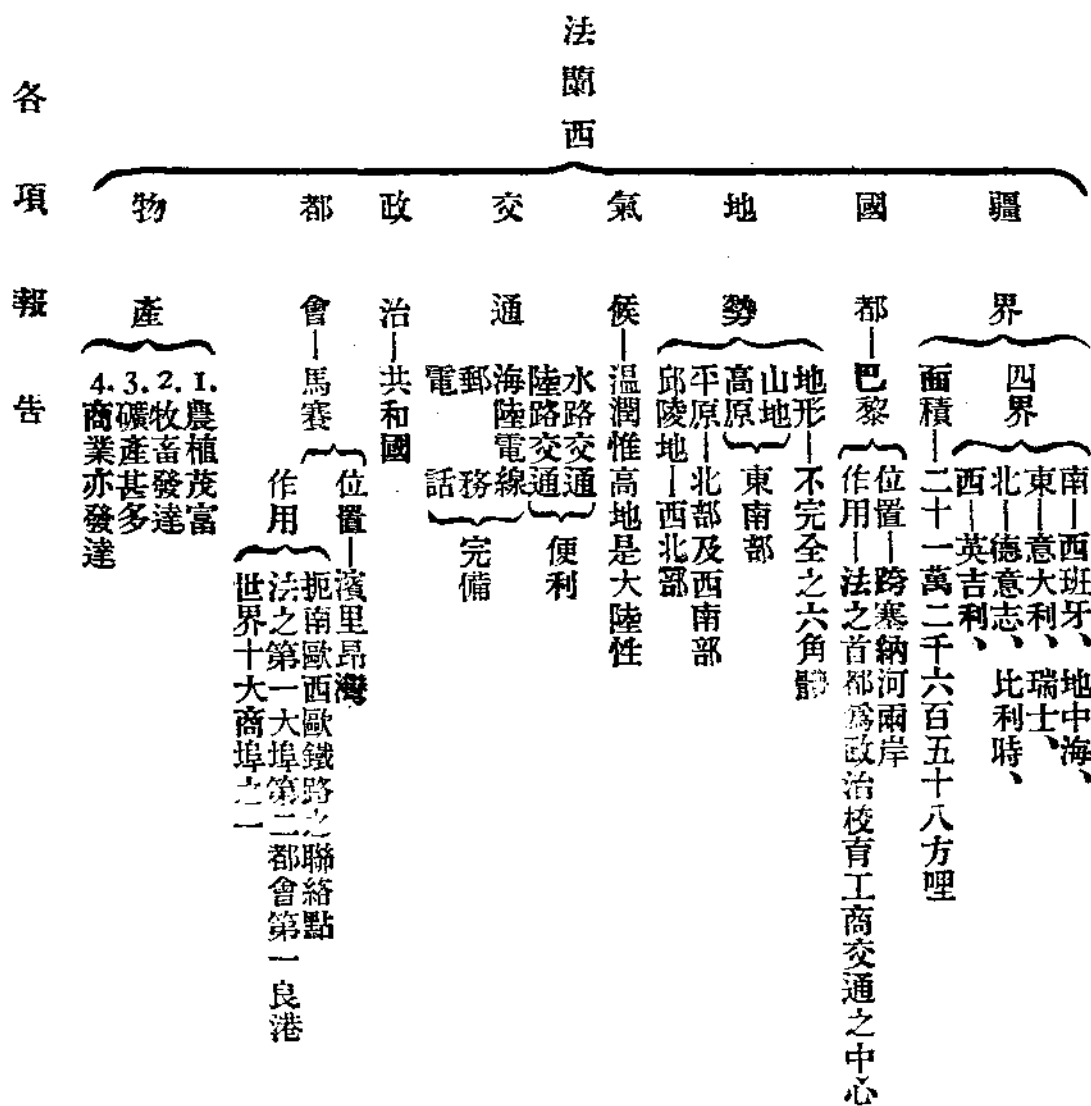 法蘭西
疆界
四界
南—西班牙、地中海、
東—意大利、瑞士、
北—德意志、比利時、
西—英吉利、
面積—二十一萬二千六百五十八方哩
國都—巴黎
位置—跨塞納河兩岸
作用—法之首都爲政治校育工商交通之中心
地勢
地形—不完全之六角體
山地
高原
東南部
平原—北部及西南部
邱陵地—西北部
氣候—温潤惟高地是大陸性
交通
水路交通
陸路交通
便利
海陸電線
郵務
電話
完備
政治—共和國
都會—馬賽
位置—濱里昂灣
作用
扼南歐西歐鐵路之聯絡點
法之第一大埠第二都會第一良港
世界十大商埠之一
物產
1.農植茂富
2.牧畜發達
3.礦產甚多
4.商業亦發達
各項報告